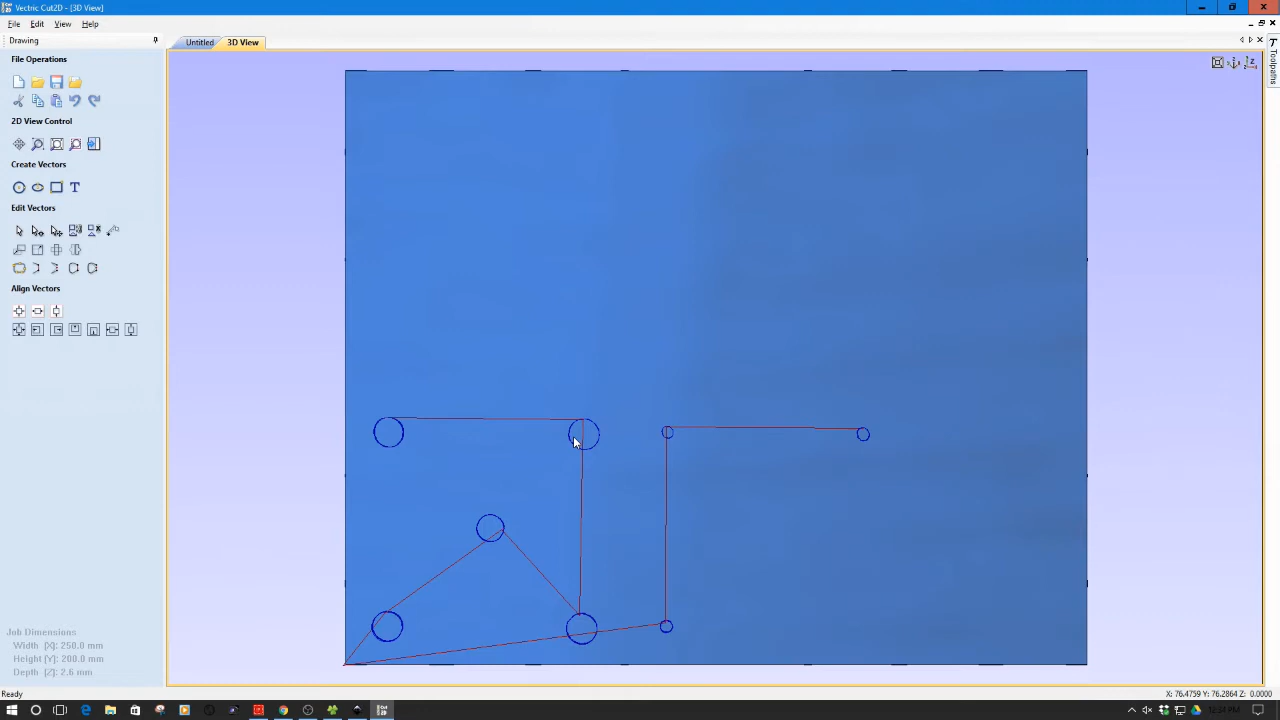 Vectric Cut2D - [3D View]
File Edit View Help
Drawing
Untitled
3D View
File Operations
2D View Control
Create Vectors
Edit Vectors
Align Vectors
Toolpaths
Job Dimensions
Width [X]: 250.0 mm
Height [Y]: 200.0 mm
Depth [Z]: 2.6 mm
Ready
X: 76.4759 Y: 76.2864 Z: 0.0000